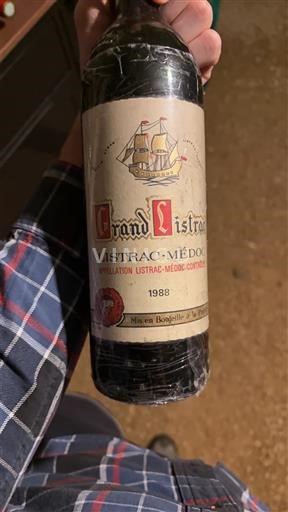 Grand Listrac
LISTRAC-MÉDOC
APPELLATION LISTRAC-MÉDOC CONTRÔLÉE
1988
Mis en Bouteille à la